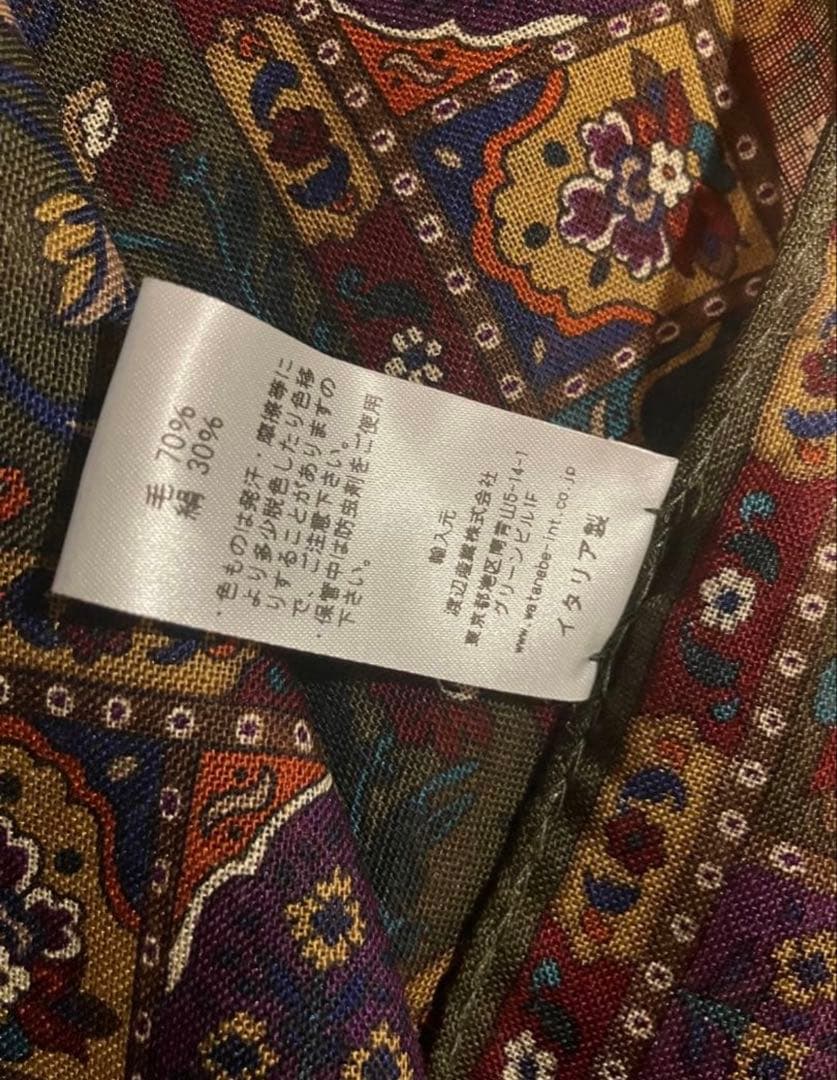 毛 70%
絹 30%
・色ものは発汗・摩擦等に
より多少脱色したり色移
りすることがありますの
で、ご注意下さい。
・保管中は防虫剤をご使用
下さい。
輸入元
渡辺産業株式会社
東京都港区南青山5-14-1
グリーンビル1F
www.watanabe-int.co.jp
イタリア製